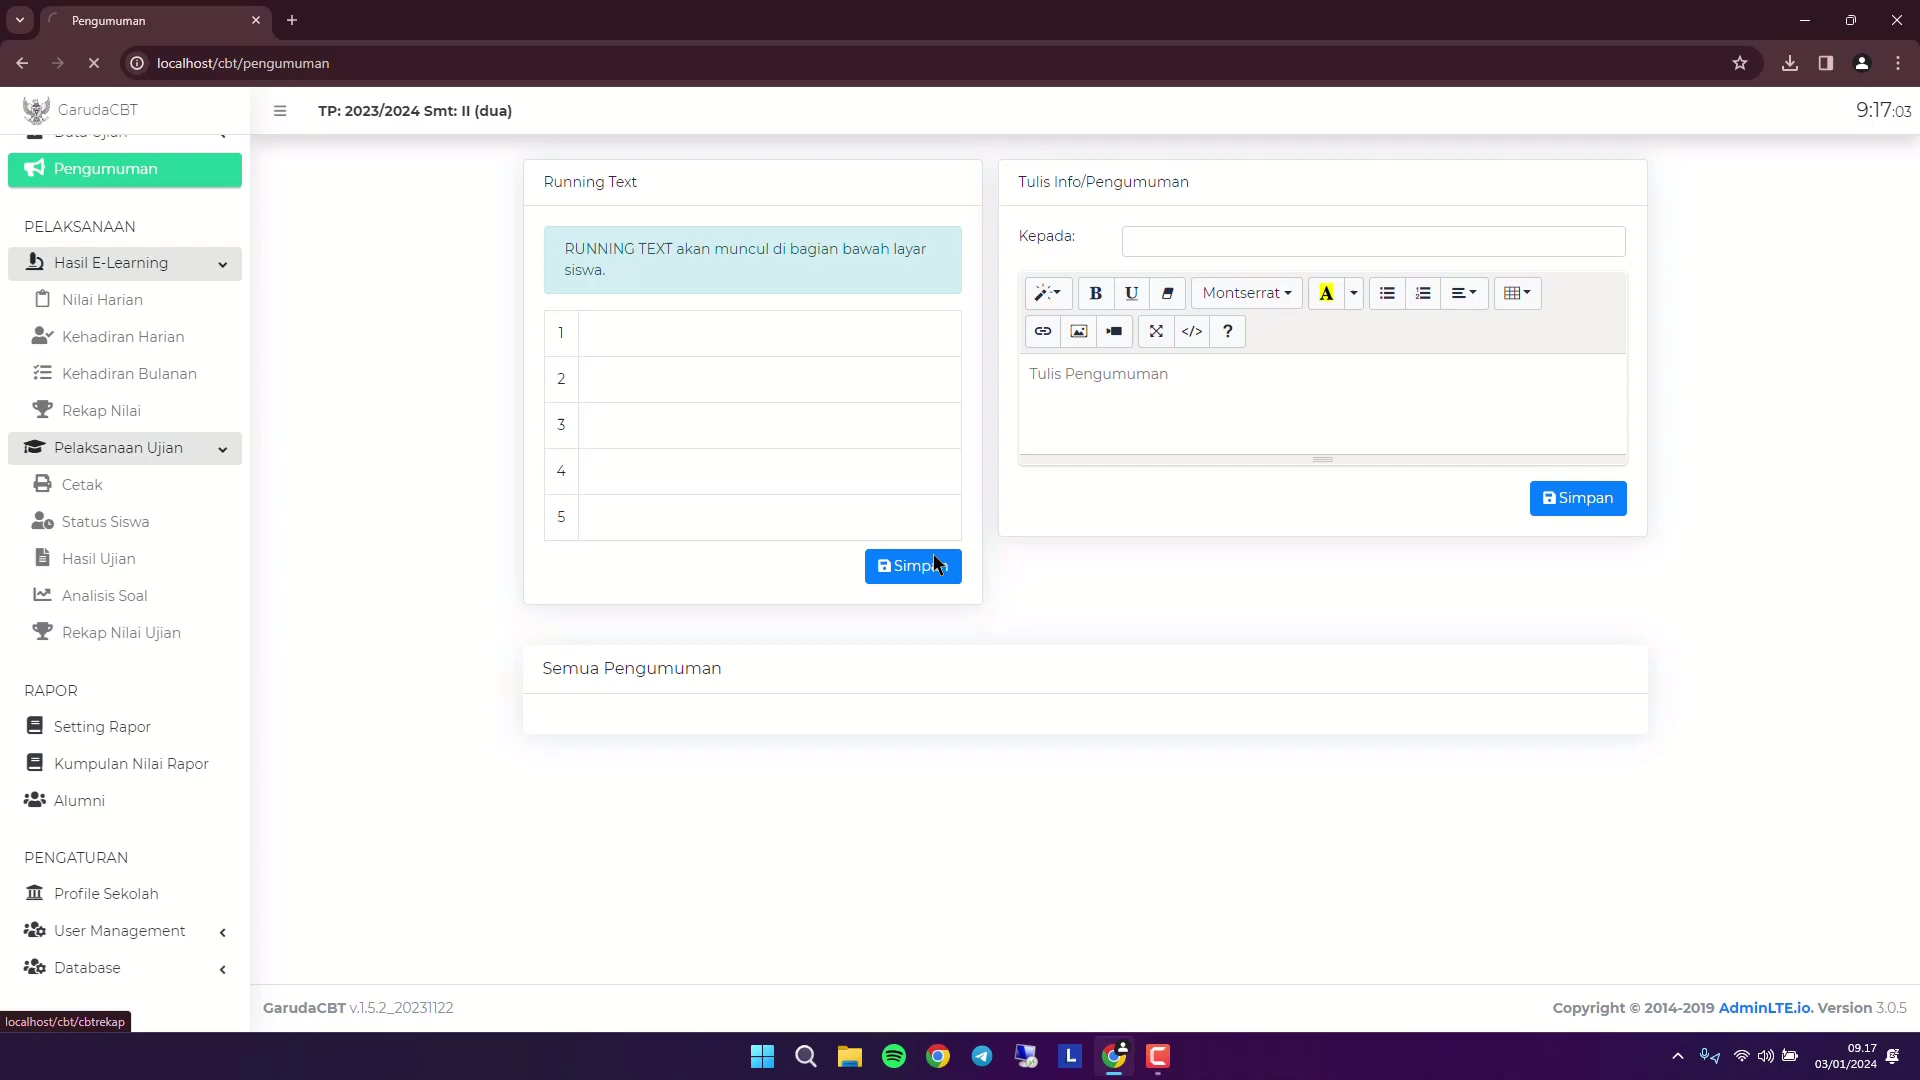 Pengumuman
localhost/cbt/pengumuman
GarudaCBT
TP: 2023/2024 Smt: II (dua)
9:17:03
Data Ujian
Pengumuman
PELAKSANAAN
Hasil E-Learning
Nilai Harian
Kehadiran Harian
Kehadiran Bulanan
Rekap Nilai
Pelaksanaan Ujian
Cetak
Status Siswa
Hasil Ujian
Analisis Soal
Rekap Nilai Ujian
RAPOR
Setting Rapor
Kumpulan Nilai Rapor
Alumni
PENGATURAN
Profile Sekolah
User Management
Database
localhost/cbt/cbtrekap
Running Text
RUNNING TEXT akan muncul di bagian bawah layar
siswa.
1
2
3
4
5
Simpan
Tulis Info/Pengumuman
Kepada:
B U Montserrat A
</> ?
Tulis Pengumuman
Simpan
Semua Pengumuman
GarudaCBT v.1.5.2_20231122
Copyright © 2014-2019 AdminLTE.io. Version 3.0.5
L
09.17
03/01/2024